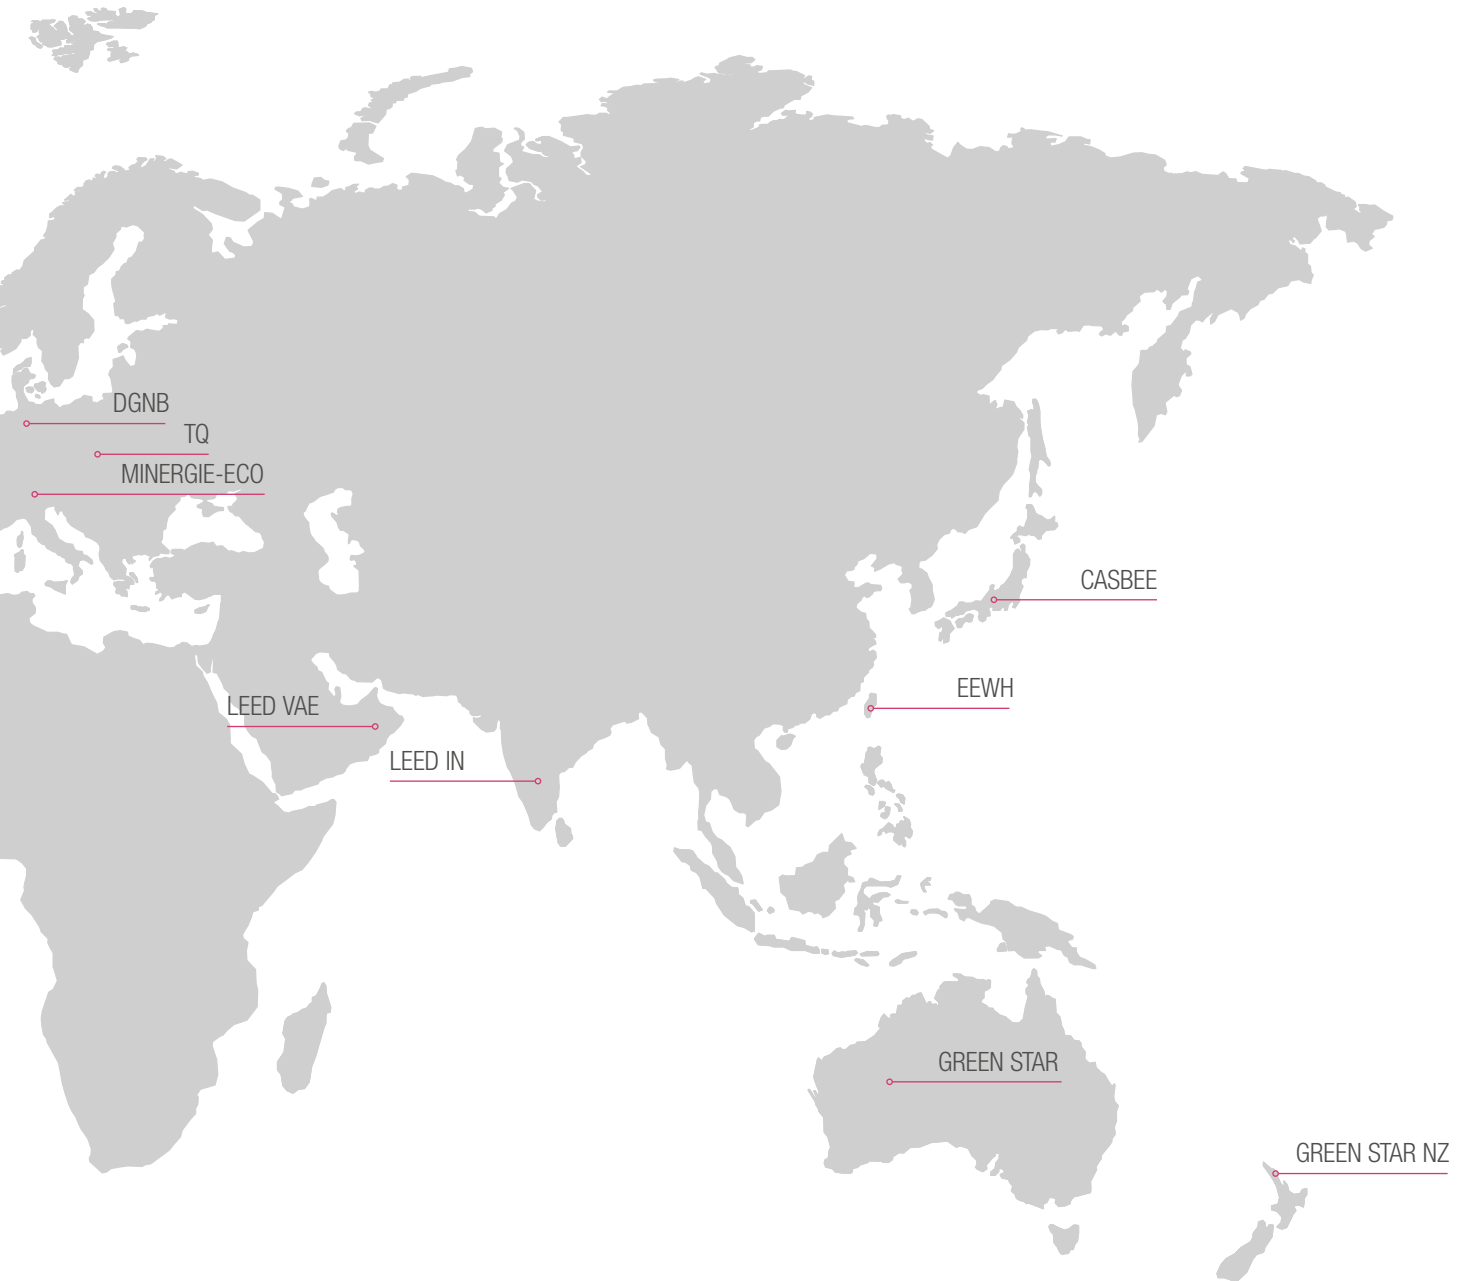 DGNB
TQ
MINERGIE-ECO
CASBEE
EEWH
LEED VAE
LEED IN
GREEN STAR
GREEN STAR NZ